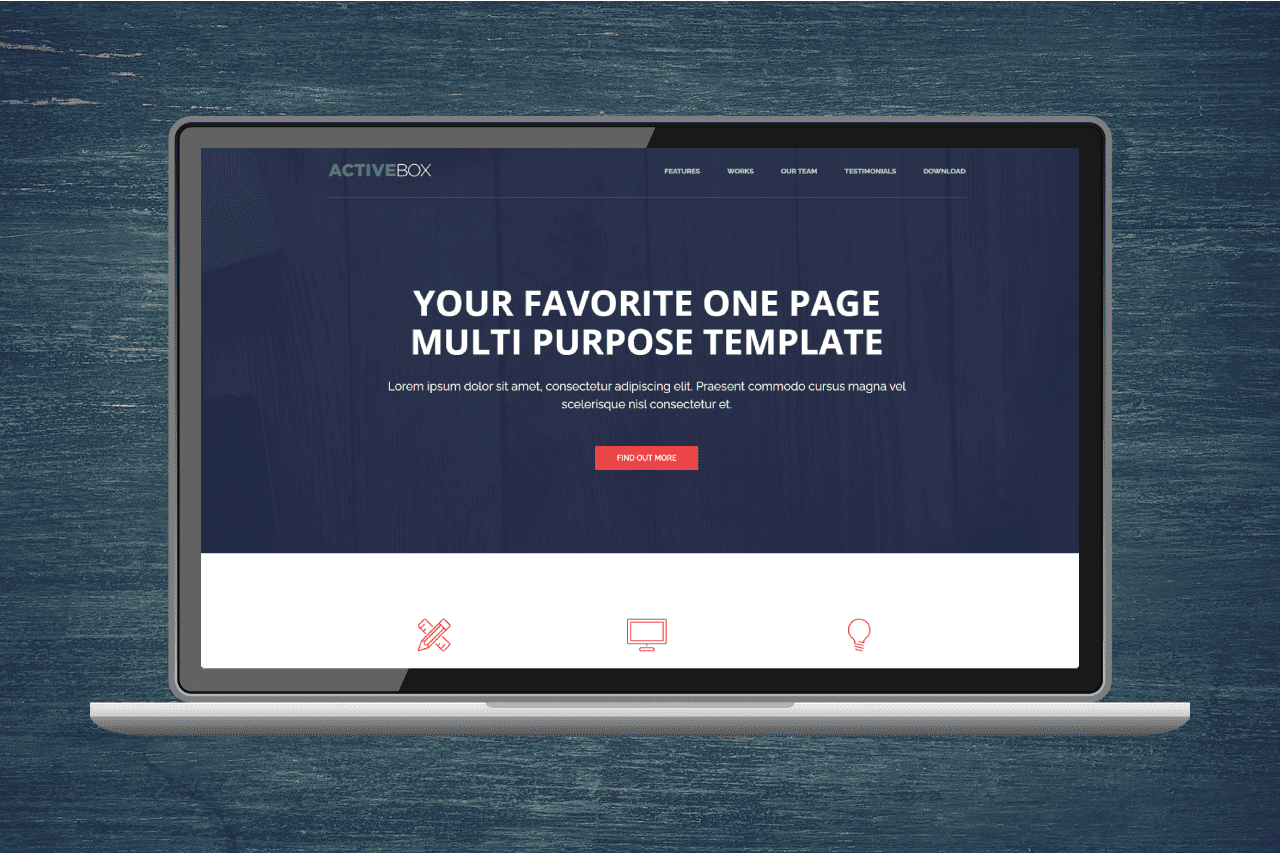 ACTIVEBOX
FEATURES WORKS OUR TEAM TESTIMONIALS DOWNLOAD
YOUR FAVORITE ONE PAGE
MULTI PURPOSE TEMPLATE
Lorem ipsum dolor sit amet, consectetur adipiscing elit. Praesent commodo cursus magna vel
scelerisque nisl consectetur et.
FIND OUT MORE